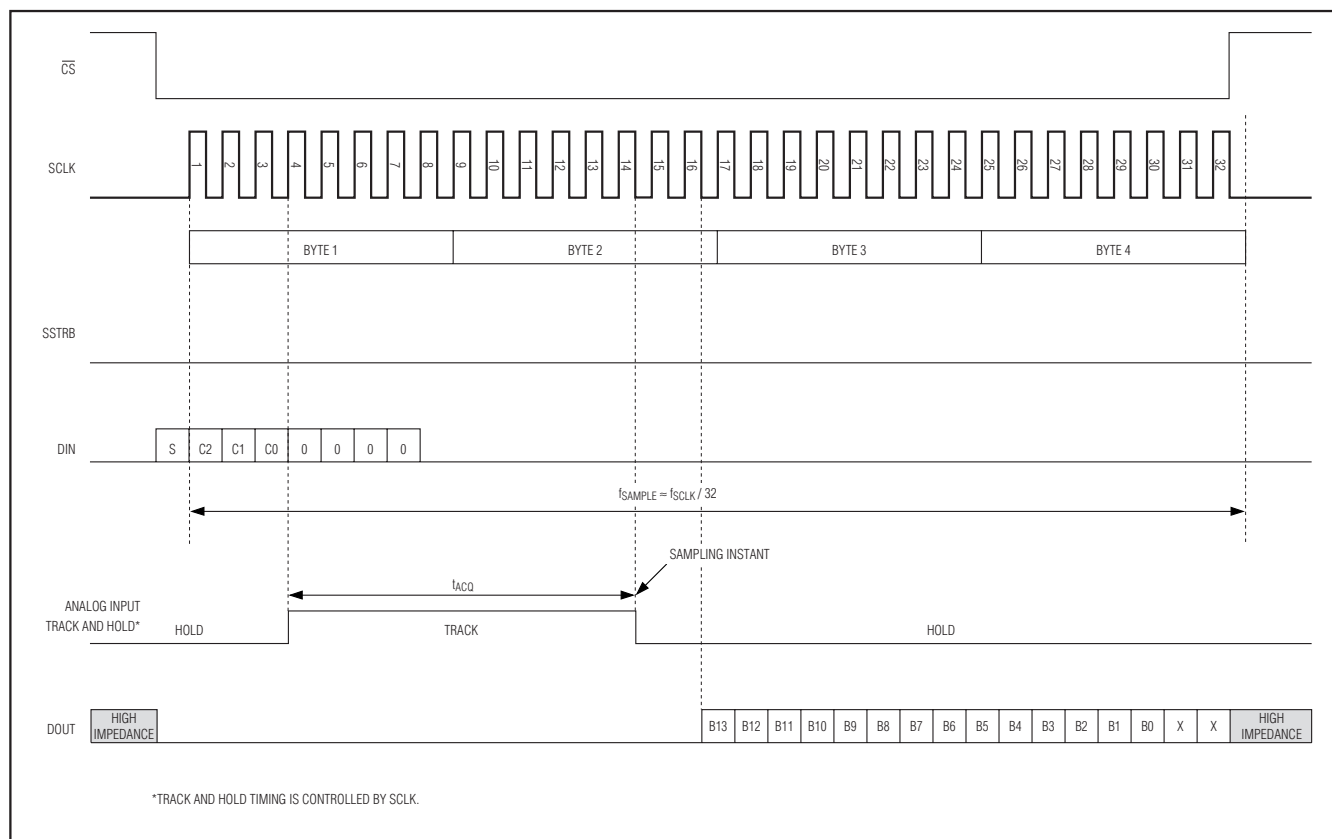 CS
SCLK
1 2 3 4 5 6 7 8 9 10 11 12 13 14 15 16 17 18 19 20 21 22 23 24 25 26 27 28 29 30 31 32
BYTE 1 BYTE 2 BYTE 3 BYTE 4
SSTRB
DIN
S C2 C1 C0 0 0 0 0
fSAMPLE ≈ fSCLK / 32
SAMPLING INSTANT
tACQ
ANALOG INPUT
TRACK AND HOLD*
HOLD TRACK HOLD
DOUT
HIGH
IMPEDANCE
B13 B12 B11 B10 B9 B8 B7 B6 B5 B4 B3 B2 B1 B0 X X
HIGH
IMPEDANCE
*TRACK AND HOLD TIMING IS CONTROLLED BY SCLK.